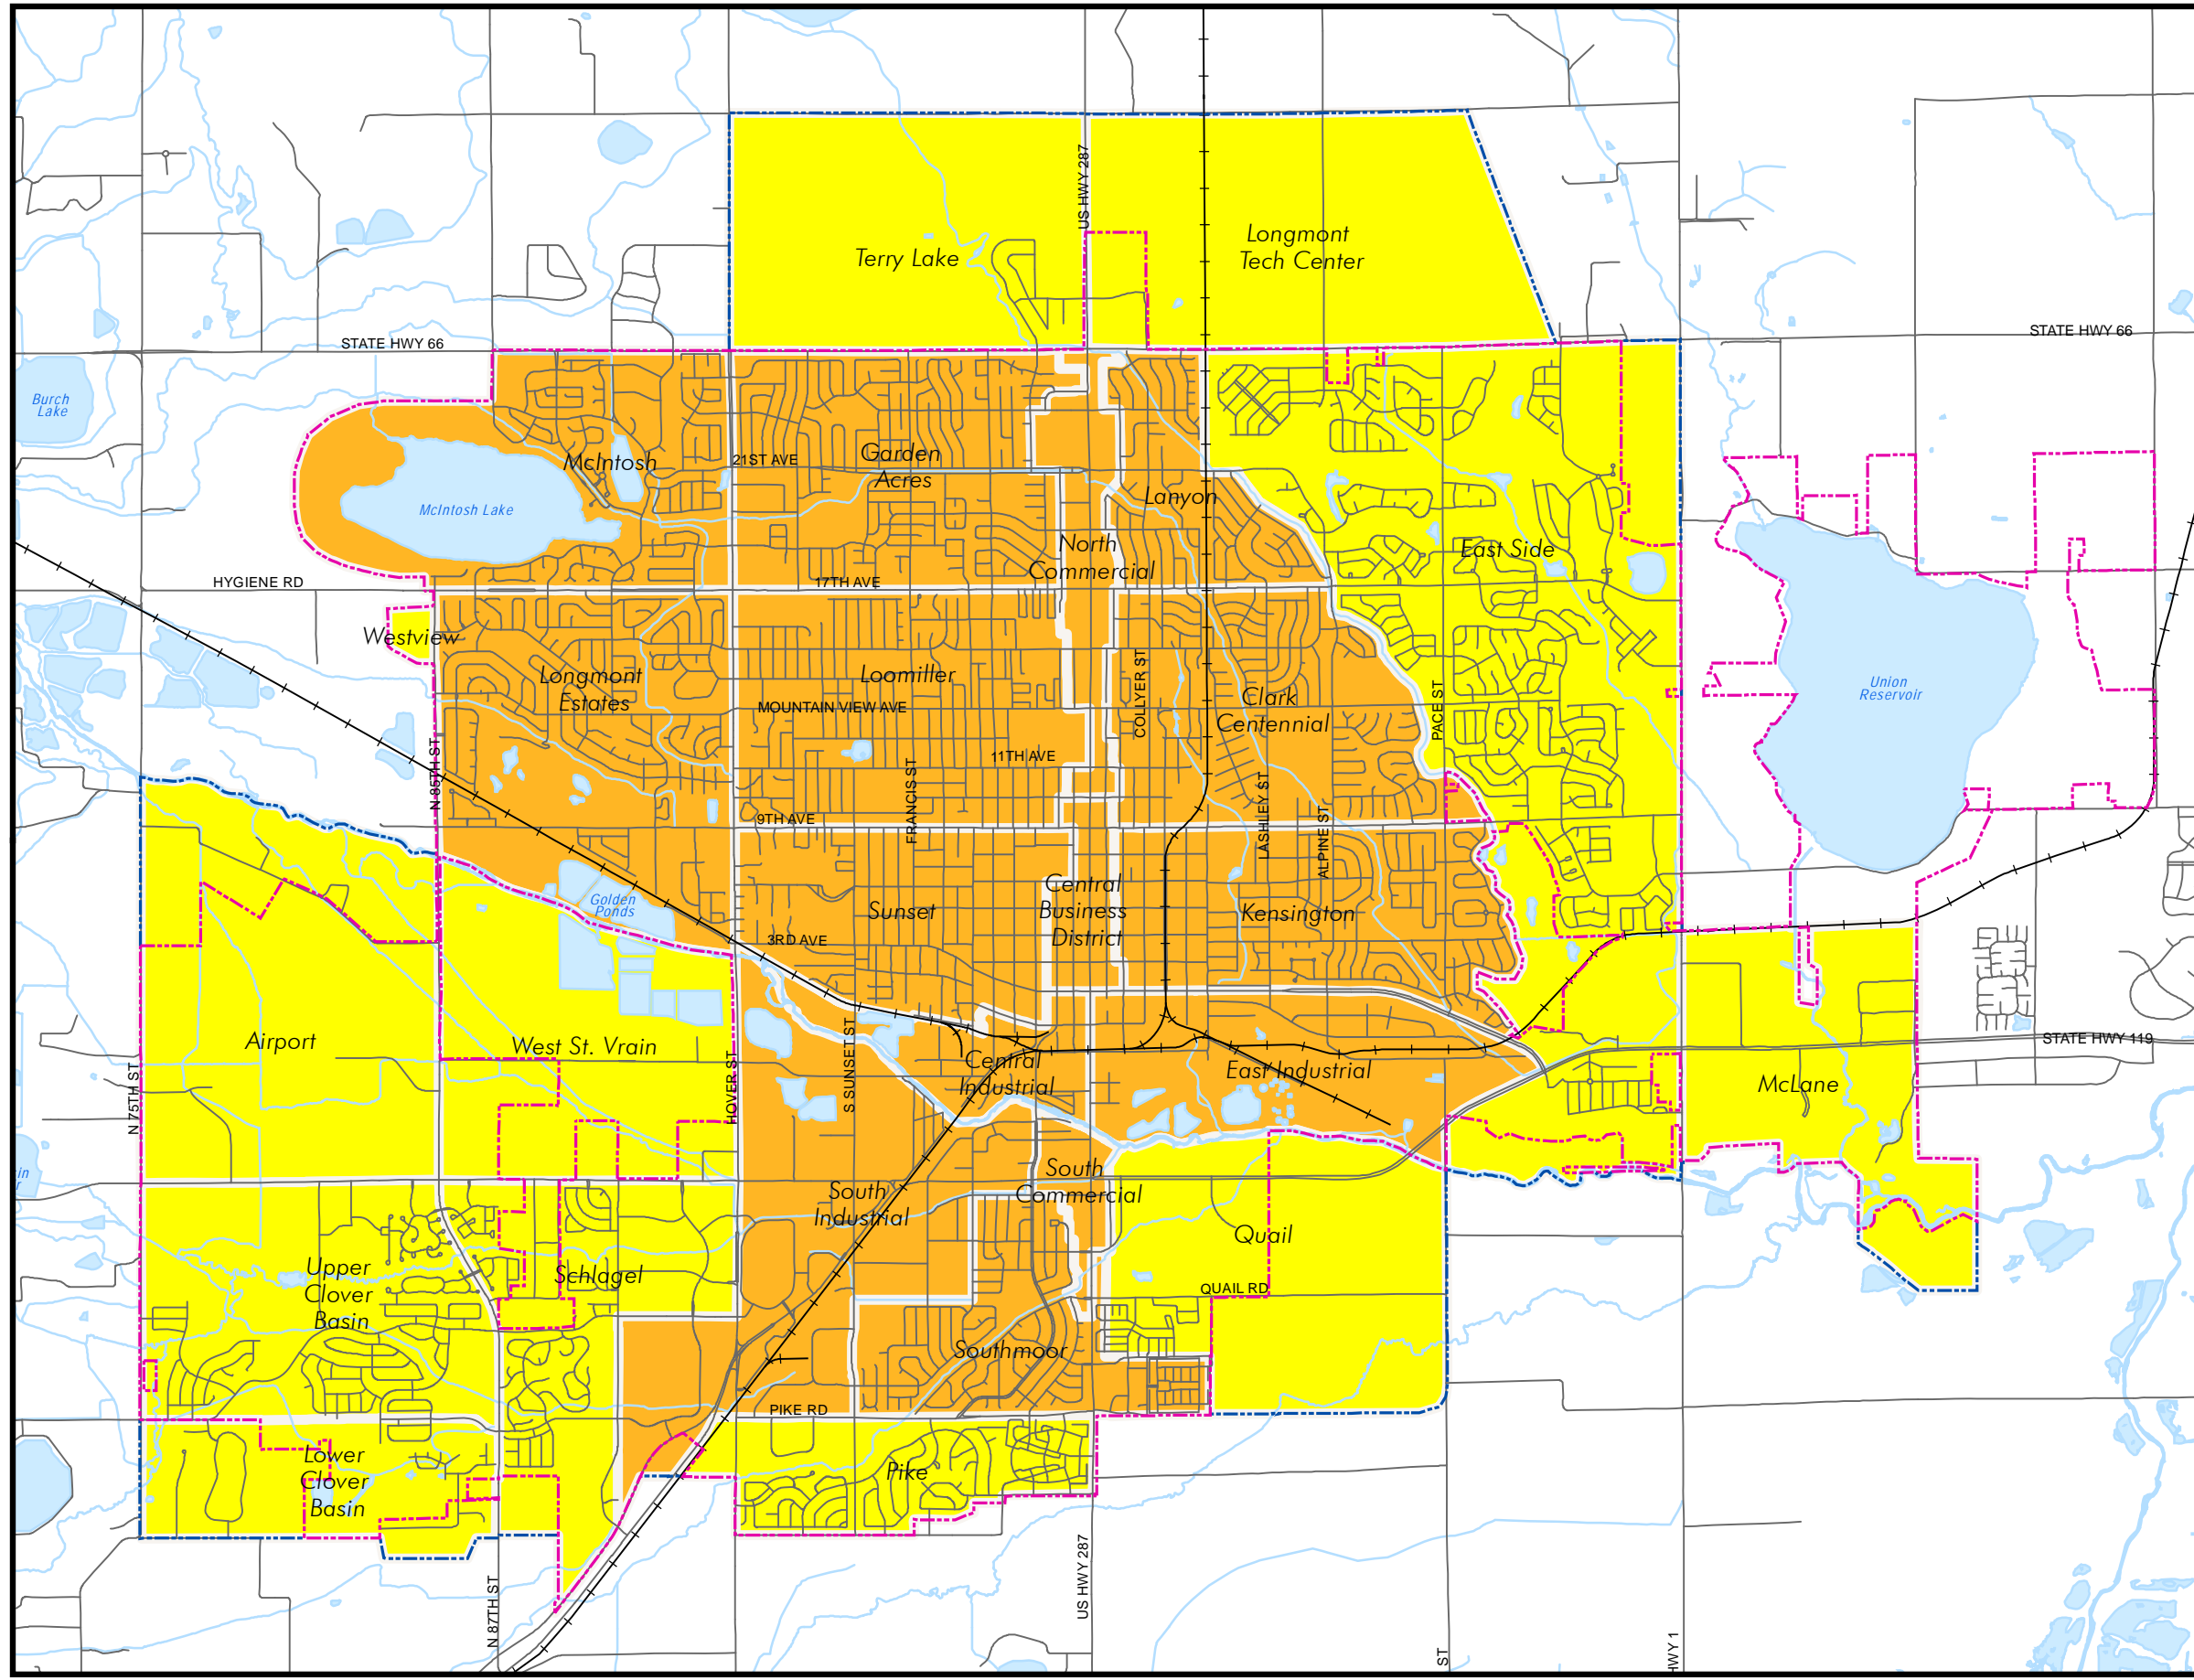 US HWY 287
Terry Lake
Longmont
Tech Center
STATE HWY 66
STATE HWY 66
Burch
Lake
McIntosh
McIntosh Lake
21ST AVE
Garden
Acres
Lanyon
North
Commercial
East Side
HYGIENE RD
17TH AVE
Westview
Longmont
Estates
Loomiller
MOUNTAIN VIEW AVE
COLLYER ST
Clark
Centennial
PACE ST
Union
Reservoir
N 85TH ST
11TH AVE
FRANCIS ST
9TH AVE
LASHLEY ST
ALPINE ST
Golden
Ponds
Sunset
3RD AVE
Central
Business
District
Kensington
Airport
West St. Vrain
N 75TH ST
HOVER ST
S SUNSET ST
Central
Industrial
East Industrial
STATE HWY 119
McLane
in
r
South
Commercial
South
Industrial
Quail
QUAIL RD
Upper
Clover
Basin
Schlagel
Southmoor
PIKE RD
Lower
Clover
Basin
Pike
N 87TH ST
US HWY 287
ST
HWY 1